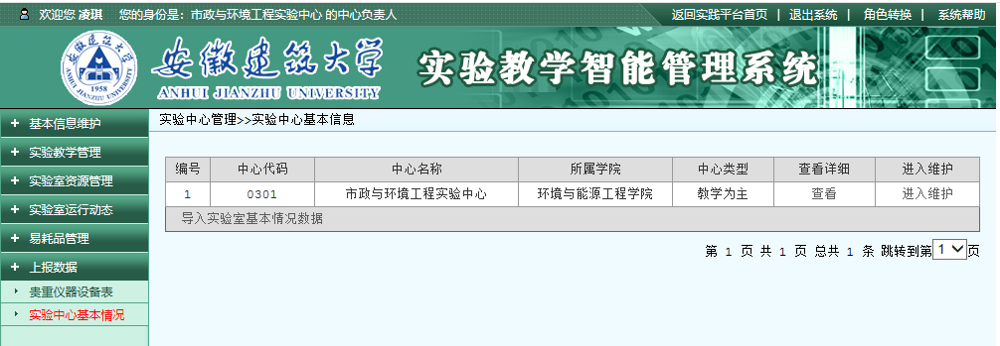 欢迎您 凌琪 您的身份是：市政与环境工程实验中心 的中心负责人 返回实践平台首页 | 退出系统 | 角色转换 | 系统帮助
安徽建筑大学 实验教学智能管理系统
ANHUI JIANZHU UNIVERSITY
1958
基本信息维护
实验教学管理
实验室资源管理
实验室运行动态
易耗品管理
上报数据
贵重仪器设备表
实验中心基本情况
实验中心管理>>实验中心基本信息
编号 中心代码 中心名称 所属学院 中心类型 查看详细 进入维护
1 0301 市政与环境工程实验中心 环境与能源工程学院 教学为主 查看 进入维护
导入实验室基本情况数据
第 1 页 共 1 页 总共 1 条 跳转到第 1 页